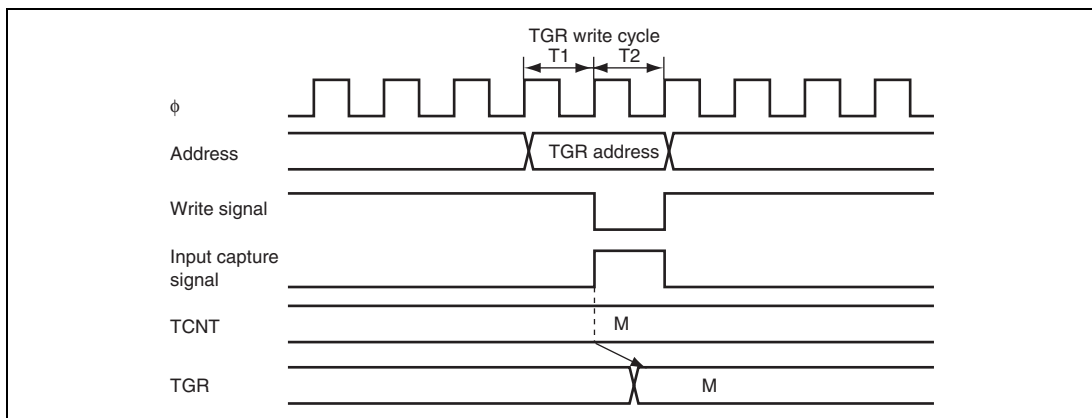 TGR write cycle
T1 T2
ϕ
Address
TGR address
Write signal
Input capture
signal
TCNT
M
TGR
M